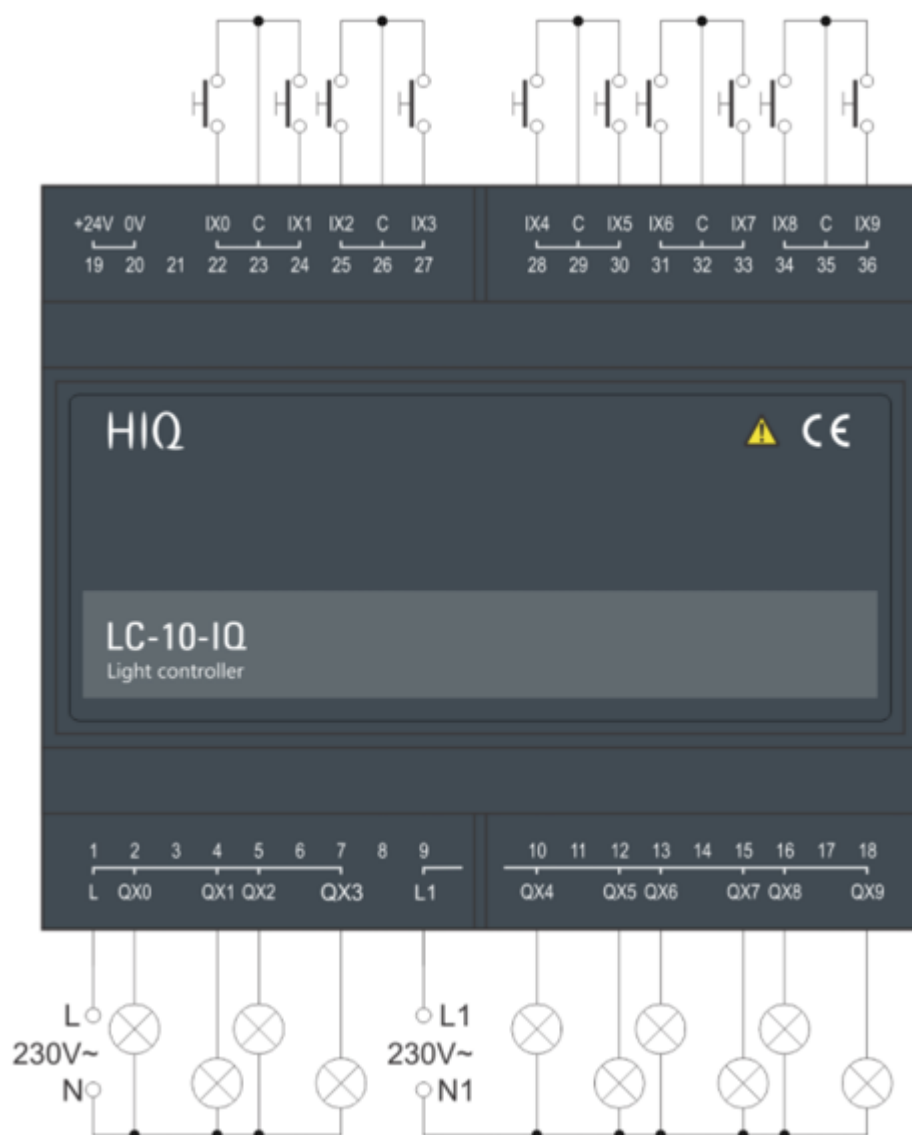 +24V 0V IX0 C IX1 IX2 C IX3 IX4 C IX5 IX6 C IX7 IX8 C IX9
19 20 21 22 23 24 25 26 27 28 29 30 31 32 33 34 35 36
HIQ CE
LC-10-IQ
Light controller
1 2 3 4 5 6 7 8 9 10 11 12 13 14 15 16 17 18
L QX0 QX1 QX2 QX3 L1 QX4 QX5 QX6 QX7 QX8 QX9
L L1
230V~ 230V~
N N1